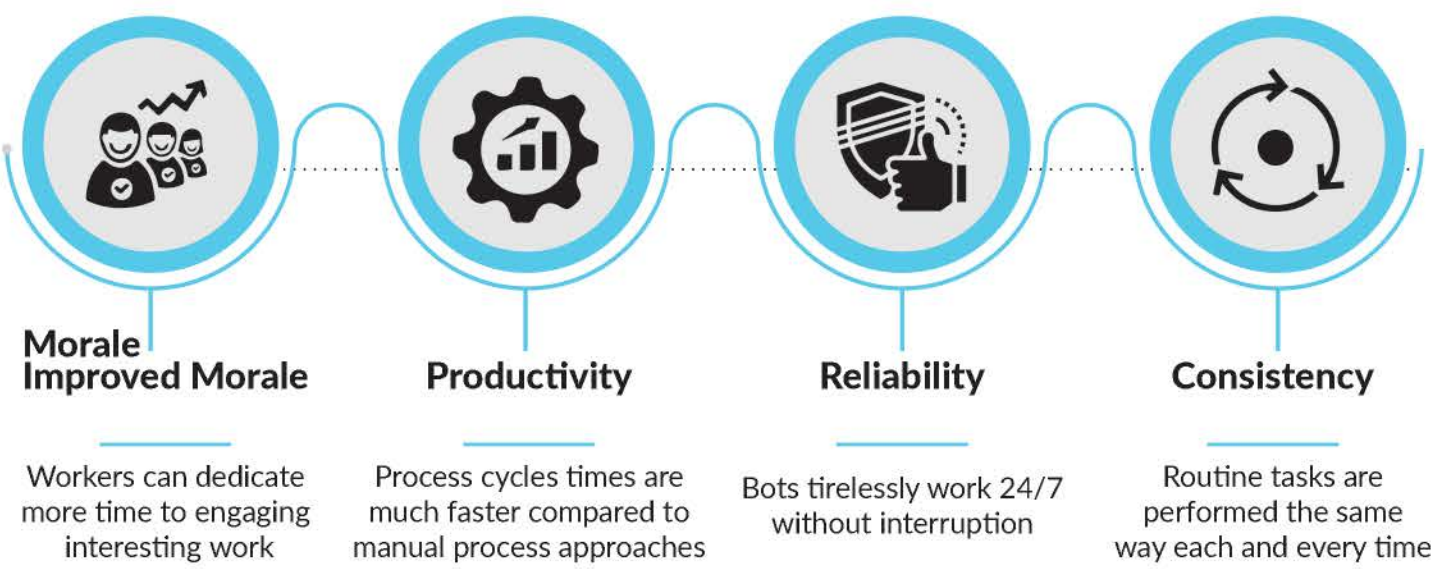 Morale
Improved Morale
Workers can dedicate
more time to engaging
interesting work
Productivity
Process cycles times are
much faster compared to
manual process approaches
Reliability
Bots tirelessly work 24/7
without interruption
Consistency
Routine tasks are
performed the same
way each and every time